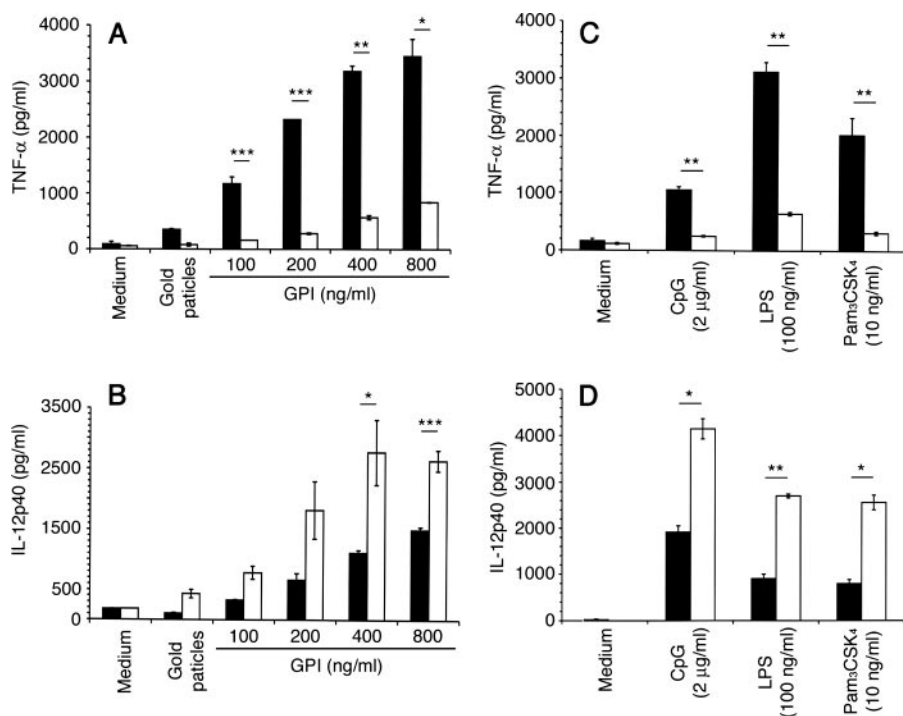 A
TNF-α (pg/ml)
4000
3000
2000
1000
0
***
***
**
*
Medium
Gold
paticles
100 200 400 800
GPI (ng/ml)
C
TNF-α (pg/ml)
4000
3000
2000
1000
0
**
**
**
Medium
CpG
(2 μg/ml)
LPS
(100 ng/ml)
Pam₃CSK₄
(10 ng/ml)
B
IL-12p40 (pg/ml)
3500
2500
1500
500
0
*
***
Medium
Gold
paticles
100 200 400 800
GPI (ng/ml)
D
IL-12p40 (pg/ml)
5000
4000
3000
2000
1000
0
*
**
*
Medium
CpG
(2 μg/ml)
LPS
(100 ng/ml)
Pam₃CSK₄
(10 ng/ml)